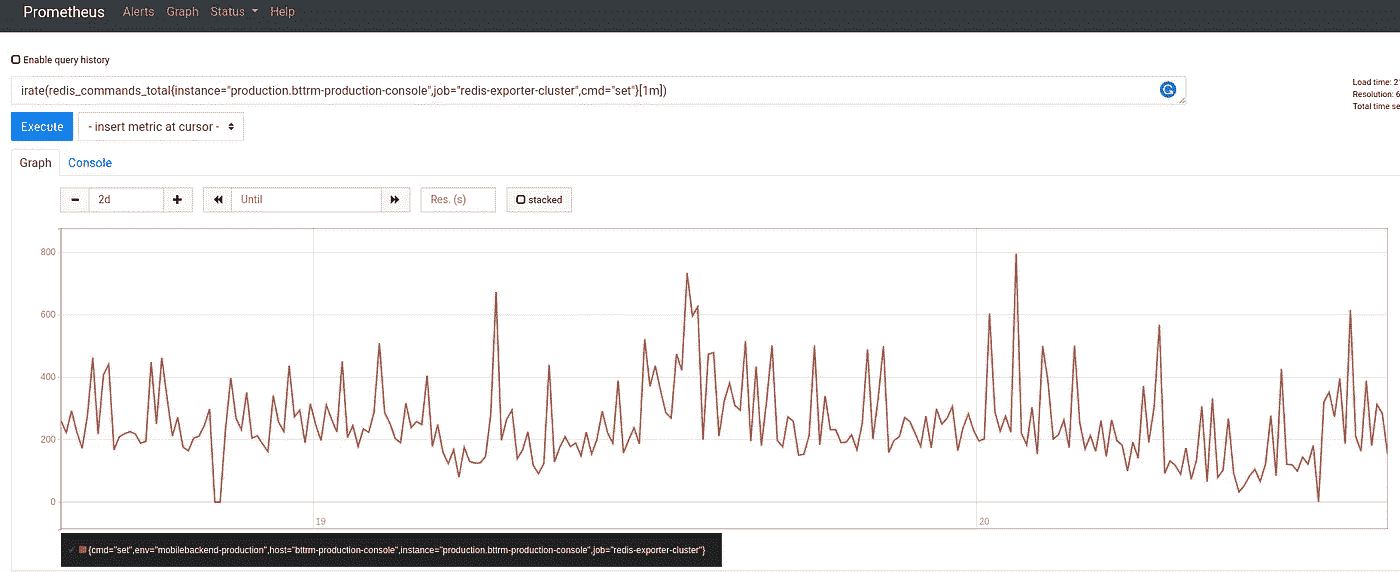 Prometheus Alerts Graph Status Help
Enable query history
irate(redis_commands_total{instance="production.bttrm-production-console",job="redis-exporter-cluster",cmd="set"}[1m])
Load time: 2
Resolution: 6
Total time se
Execute - insert metric at cursor -
Graph Console
2d Until Res. (s) stacked
800
600
400
200
0
19 20
{cmd="set",env="mobilebackend-production",host="bttrm-production-console",instance="production.bttrm-production-console",job="redis-exporter-cluster"}